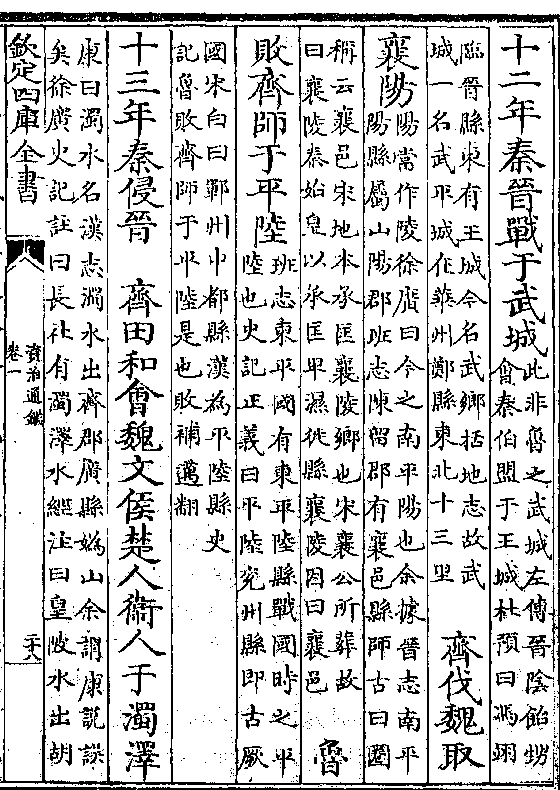 十二年秦晉戰于武城
此非魯之武城左傳晉陰飴甥
會秦伯盟于王城杜預曰馮翊
臨晉縣東有王城今名武鄉括地志故武
城一名武平城在華州鄭縣東北十三里
齊伐魏取
襄陽
陽當作陵徐廣曰今之南平陽也余據晉志南平
陽縣屬山陽郡班志陳留郡有襄邑縣師古曰圈
稱云襄邑宋地本承匡襄陵鄉也宋襄公所葬故
曰襄陵秦始皇以承匡卑濕徙縣襄陵因曰襄邑
魯
敗齊師于平陸
班志東平國有東平陸縣戰國時之平
陸也史記正義曰平陸兖州縣即古厥
國宋白曰鄆州中都縣漢為平陸縣史
記魯敗齊師于平陸是也敗補邁翻
十三年秦侵晉　齊田和會魏文侯楚人衞人于濁澤
康曰濁水名漢志濁水出齊郡廣縣媯山余謂康說誤
矣徐廣史記註曰長社有濁澤水經注曰皇陂水出胡
欽定四庫全書
資治通鑑
卷一
二十八